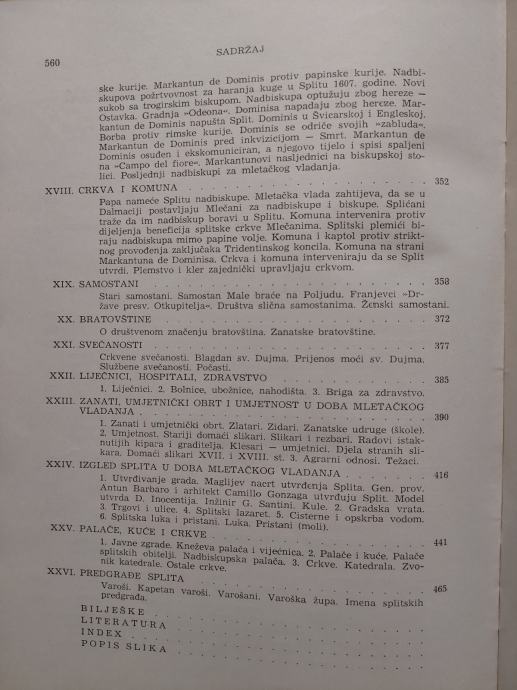 560
SADRŽAJ
ske kurije. Markantun de Dominis protiv papinske kurije. Nadbi-
skupova požrtvovnost za haranja kuge u Splitu 1607. godine. Novi
sukob sa trogirskim biskupom. Nadbiskupa optužuju zbog hereze —
Ostavka. Gradnja »Odeona«. Dominisa napadaju zbog hereze. Mar-
kantun de Dominis napušta Split. Dominis u Švicarskoj i Engleskoj.
Borba protiv rimske kurije. Dominis se odriče svojih »zabluda«.
Markantun de Dominis pred inkvizicijom — Smrt. Markantun de
Dominis osuđen i ekskomuniciran, a njegovo tijelo i spisi spaljeni
na »Campo del fiore«. Markantunovi nasljednici na biskupskoj sto-
lici. Posljednji nadbiskupi za mletačkog vladanja.
XVIII. CRKVA I KOMUNA . . . . . . . . . . . . . . 352
Papa nameće Splitu nadbiskupe. Mletačka vlada zahtijeva, da se u
Dalmaciji postavljaju Mlečani za nadbiskupe i biskupe. Splićani
traže da im nadbiskup boravi u Splitu. Komuna intervenira protiv
dijeljenja beneficija splitske crkve Mlečanima. Splitski plemići bi-
raju nadbiskupa mimo papine volje. Komuna i kaptol protiv strikt-
nog provođenja zaključaka Tridentinskog koncila. Komuna na strani
Markantuna de Dominisa. Crkva i komuna interveniraju da se Split
utvrdi. Plemstvo i kler zajednički upravljaju crkvom.
XIX. SAMOSTANI . . . . . . . . . . . . . . 358
Stari samostani. Samostan Male braće na Poljudu. Franjevci »Dr-
žave presv. Otkupitelja«. Društva slična samostanima. Ženski samostani.
XX. BRATOVŠTINE . . . . . . . . . . . . . . 372
O društvenom značenju bratovština. Zanatske bratovštine.
XXI. SVEČANOSTI . . . . . . . . . . . . . . 377
Crkvene svečanosti. Blagdan sv. Dujma. Prijenos moći sv. Dujma.
Službene svečanosti. Počasti.
XXII. LIJEČNICI, HOSPITALI, ZDRAVSTVO . . . . . . . . 385
1. Liječnici. 2. Bolnice, ubožnice, nahodišta. 3. Briga za zdravstvo.
XXIII. ZANATI, UMJETNIČKI OBRT I UMJETNOST U DOBA MLETAČKOG
VLADANJA . . . . . . . . . . . . . . 390
1. Zanati i umjetnički obrt. Zlatari. Zidari. Zanatske udruge (škole).
2. Umjetnost. Stariji domaći slikari. Slikari i rezbari. Radovi istak-
nutijih kipara i graditelja. Klesari — umjetnici. Djela stranih sli-
kara. Domaći slikari XVII. i XVIII. st. 3. Agrarni odnosi. Težaci.
XXIV. IZGLED SPLITA U DOBA MLETAČKOG VLADANJA . . . . . 416
1. Utvrđivanje grada. Maglijev nacrt utvrđenja Splita. Gen. prov.
Antun Barbaro i arhitekt Camillo Gonzaga utvrđuju Split. Model
utvrda D. Inocentija. Inžinir G. Santini. Kule. 2. Gradska vrata.
3. Trgovi i ulice. 4. Splitski lazaret. 5. Cisterne i opskrba vodom.
6. Splitska luka i pristani. Luka. Pristani (moli).
XXV. PALAČE, KUĆE I CRKVE . . . . . . . . . . . 441
1. Javne zgrade. Kneževa palača i vijećnica. 2. Palače i kuće. Palače
splitskih obitelji. Nadbiskupska palača. 3. Crkve. Katedrala. Zvo-
nik katedrale. Ostale crkve.
XXVI. PREDGRAĐE SPLITA . . . . . . . . . . . 465
Varoši. Kapetan varoši. Varošani. Varoška župa. Imena splitskih
predgrađa.
BILJEŠKE . . . . . . . . . . . . . .
LITERATURA . . . . . . . . . . . . . .
INDEX . . . . . . . . . . . . . .
POPIS SLIKA . . . . . . . . . . . . . .